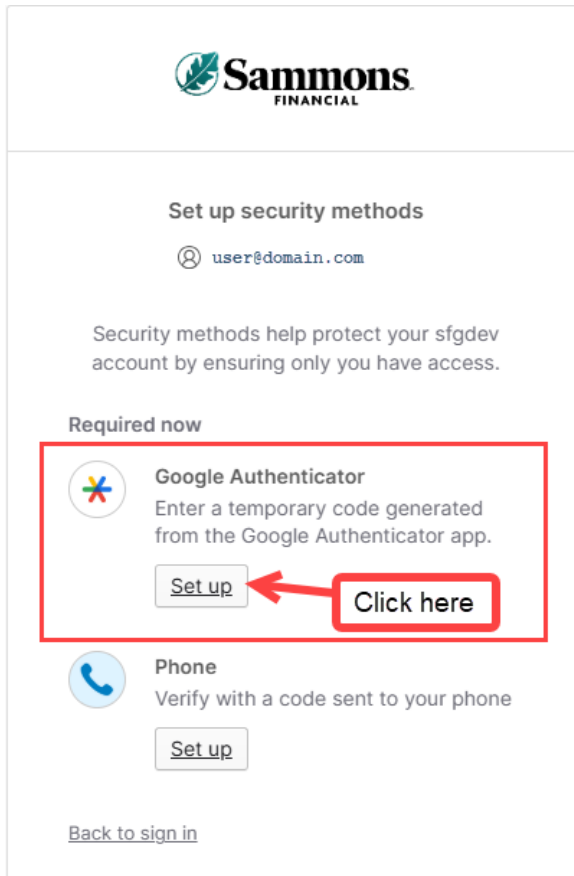 Sammons
FINANCIAL
Set up security methods
user@domain.com
Security methods help protect your sfgdev
account by ensuring only you have access.
Required now
Google Authenticator
Enter a temporary code generated
from the Google Authenticator app.
Set up
Click here
Phone
Verify with a code sent to your phone
Set up
Back to sign in